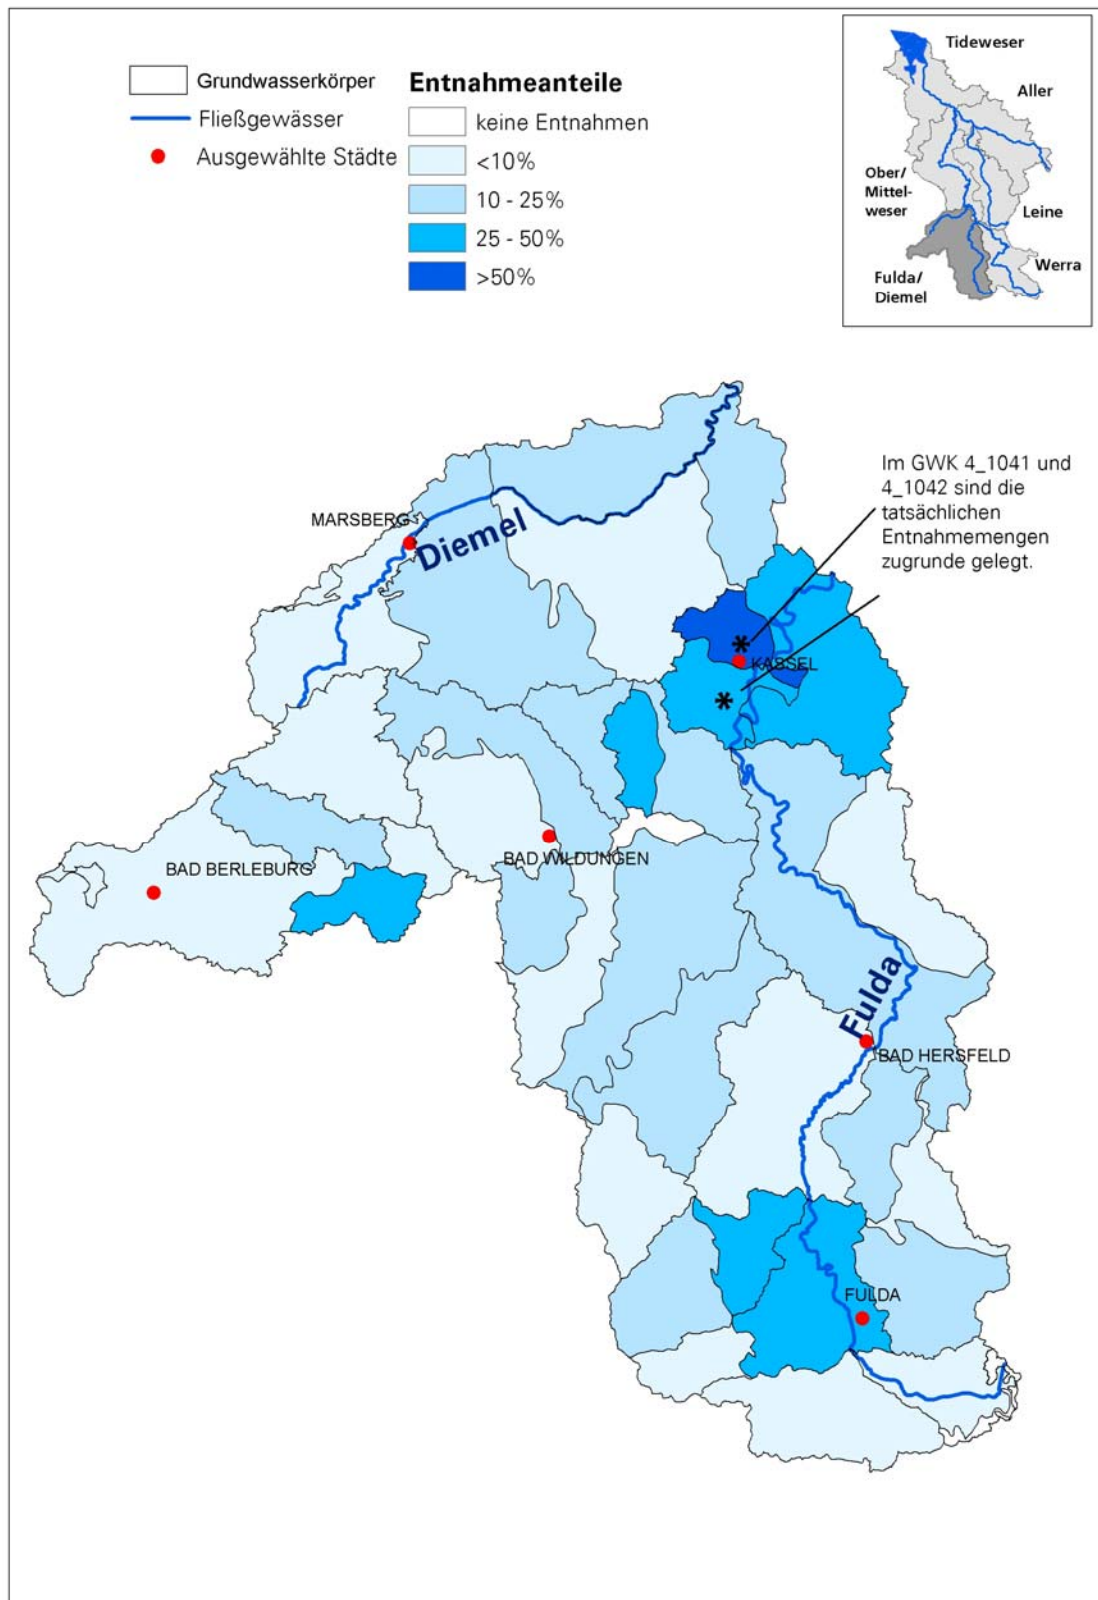 Grundwasserkörper
Fließgewässer
Ausgewählte Städte
Entnahmeanteile
keine Entnahmen
<10%
10 - 25%
25 - 50%
>50%
Tideweser
Aller
Ober/
Mittel-
weser
Leine
Werra
Fulda/
Diemel
Im GWK 4_1041 und
4_1042 sind die
tatsächlichen
Entnahmemengen
zugrunde gelegt.
MARSBERG
Diemel
*
KASSEL
*
BAD WILDUNGEN
BAD BERLEBURG
Fulda
BAD HERSFELD
FULDA